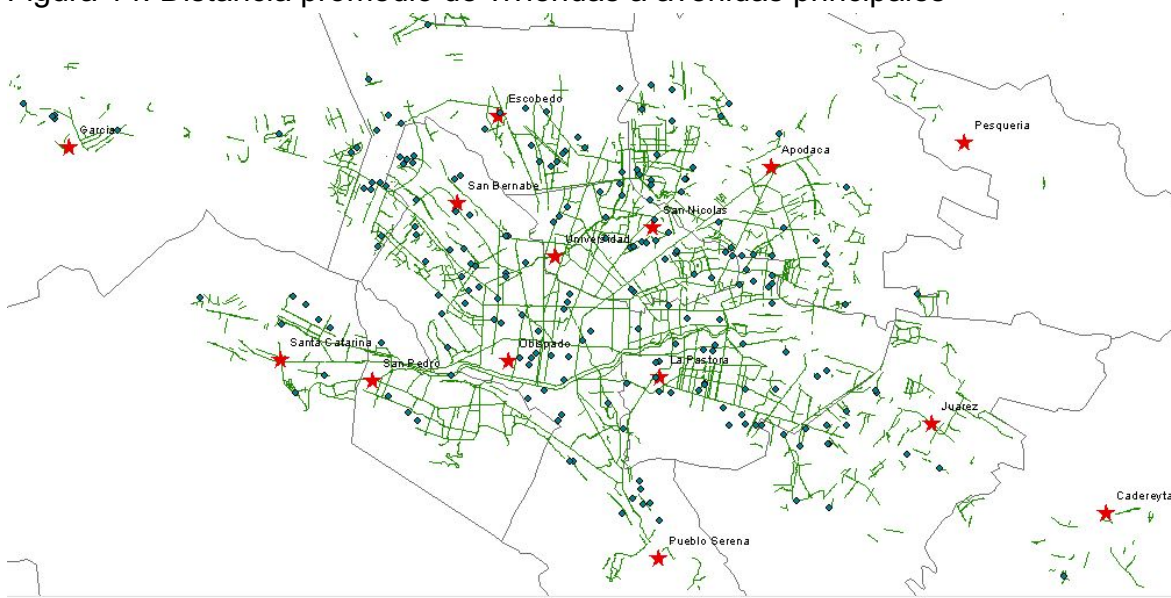 Figura Distancia promedio de viviendas a avenidas principales
Escobedo
Garcia
Pesqueria
Apodaca
San Bernabe
San Nicolas
Universidad
Santa Catarina
Obispado
San Pedro
La Pastora
Juarez
Cadereyta
Pueblo Serena